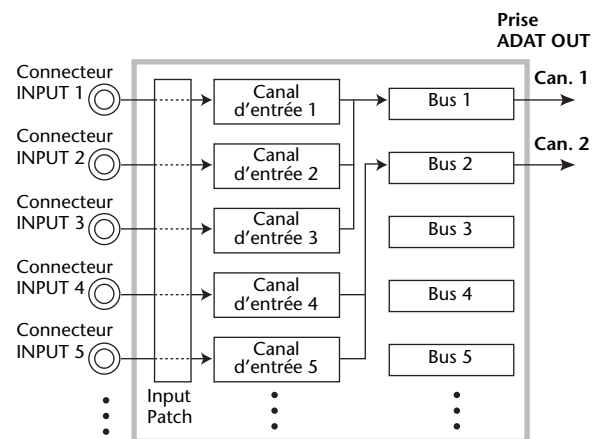 Prise
ADAT OUT
Connecteur
INPUT 1
Canal
d'entrée 1
Bus 1
Can. 1
Connecteur
INPUT 2
Canal
d'entrée 2
Bus 2
Can. 2
Connecteur
INPUT 3
Canal
d'entrée 3
Bus 3
Connecteur
INPUT 4
Canal
d'entrée 4
Bus 4
Connecteur
INPUT 5
Canal
d'entrée 5
Bus 5
Input
Patch